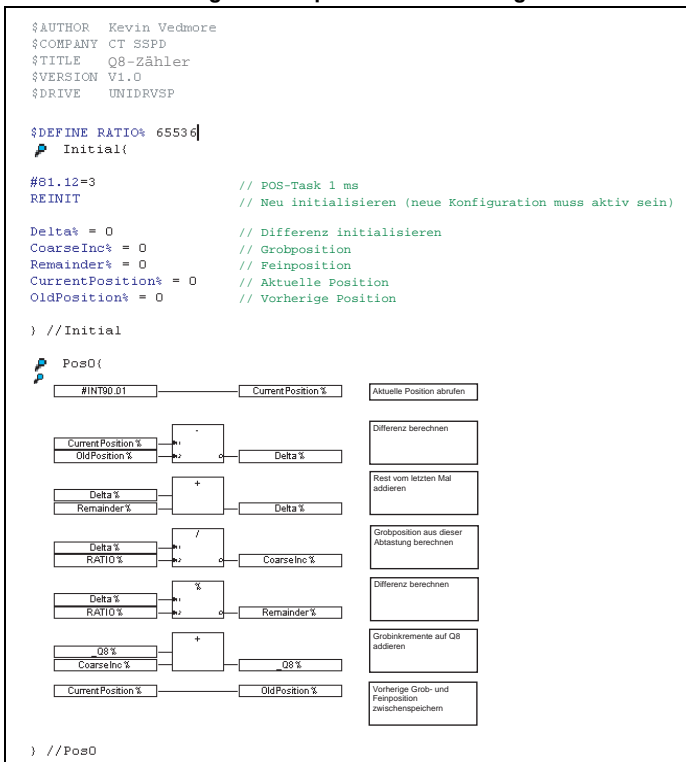 $AUTHOR Kevin Vedmore
$COMPANY CT SSPD
$TITLE Q8-Zähler
$VERSION V1.0
$DRIVE UNIDRVSP
$DEFINE RATIO% 65536
Initial{
#81.12=3 // POS-Task 1 ms
REINIT // Neu initialisieren (neue Konfiguration muss aktiv sein)
Delta% = 0 // Differenz initialisieren
CoarseInc% = 0 // Grobposition
Remainder% = 0 // Feinposition
CurrentPosition% = 0 // Aktuelle Position
OldPosition% = 0 // Vorherige Position
} //Initial
Pos0{
#INT90.01 CurrentPosition% Aktuelle Position abrufen
- Differenz berechnen
CurrentPosition%
OldPosition% Delta%
+ Rest vom letzten Mal
addieren
Delta%
Remainder% Delta%
/ Grobposition aus dieser
Abtastung berechnen
Delta%
RATIO% CoarseInc%
% Differenz berechnen
Delta%
RATIO% Remainder%
+ Grobinkremente auf Q8
addieren
_Q8%
CoarseInc% _Q8%
CurrentPosition% OldPosition% Vorherige Grob- und
Feinposition
zwischenspeichern
} //Pos0